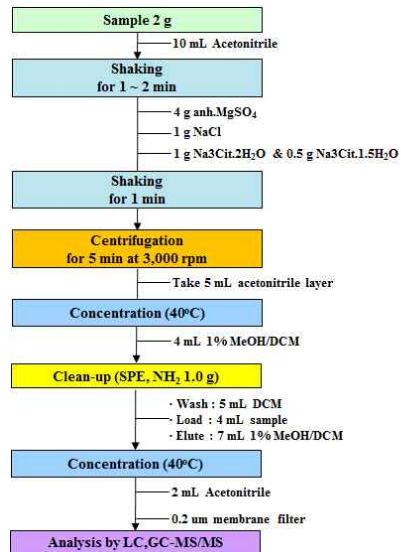 Sample 2 g
10 mL Acetonitrile
Shaking
for 1 ~ 2 min
4 g anh.MgSO₄
1 g NaCl
1 g Na3Cit.2H₂O & 0.5 g Na3Cit.1.5H₂O
Shaking
for 1 min
Centrifugation
for 5 min at 3,000 rpm
Take 5 mL acetonitrile layer
Concentration (40ºC)
4 mL 1% MeOH/DCM
Clean-up (SPE, NH₂ 1.0 g)
· Wash : 5 mL DCM
· Load : 4 mL sample
· Elute : 7 mL 1% MeOH/DCM
Concentration (40ºC)
2 mL Acetonitrile
0.2 um membrane filter
Analysis by LC,GC-MS/MS